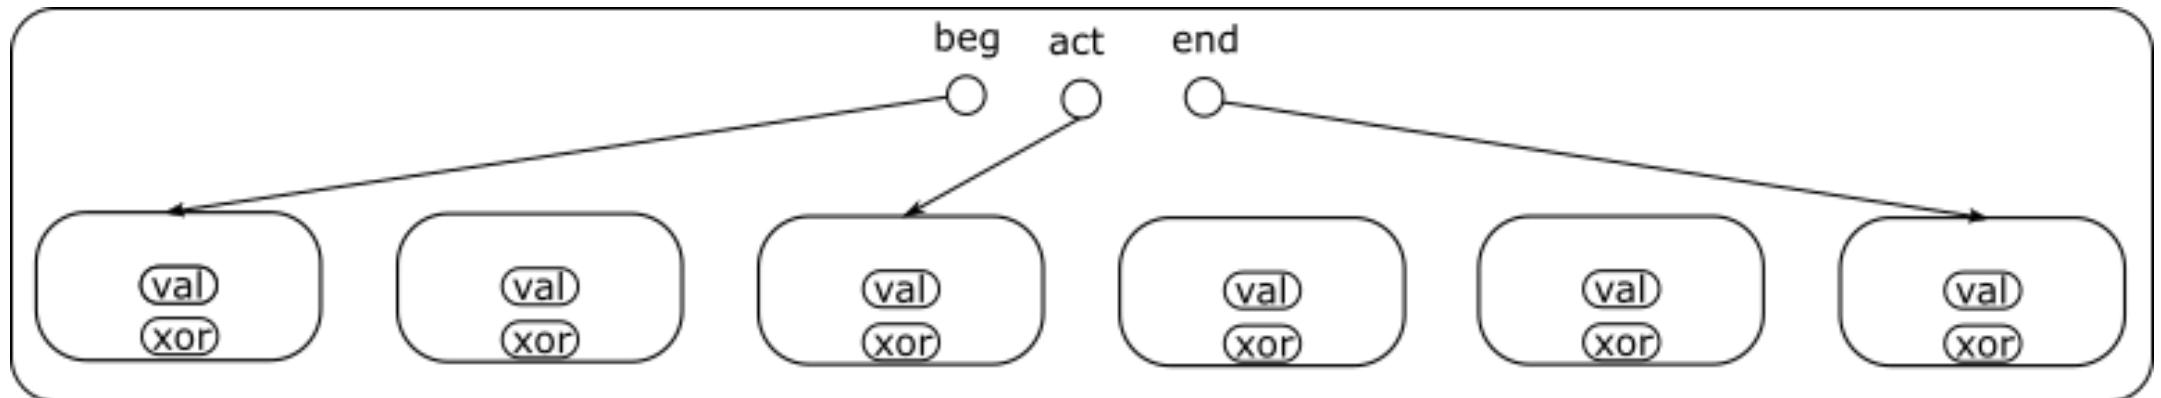 beg act end
val val val val val val
xor xor xor xor xor xor